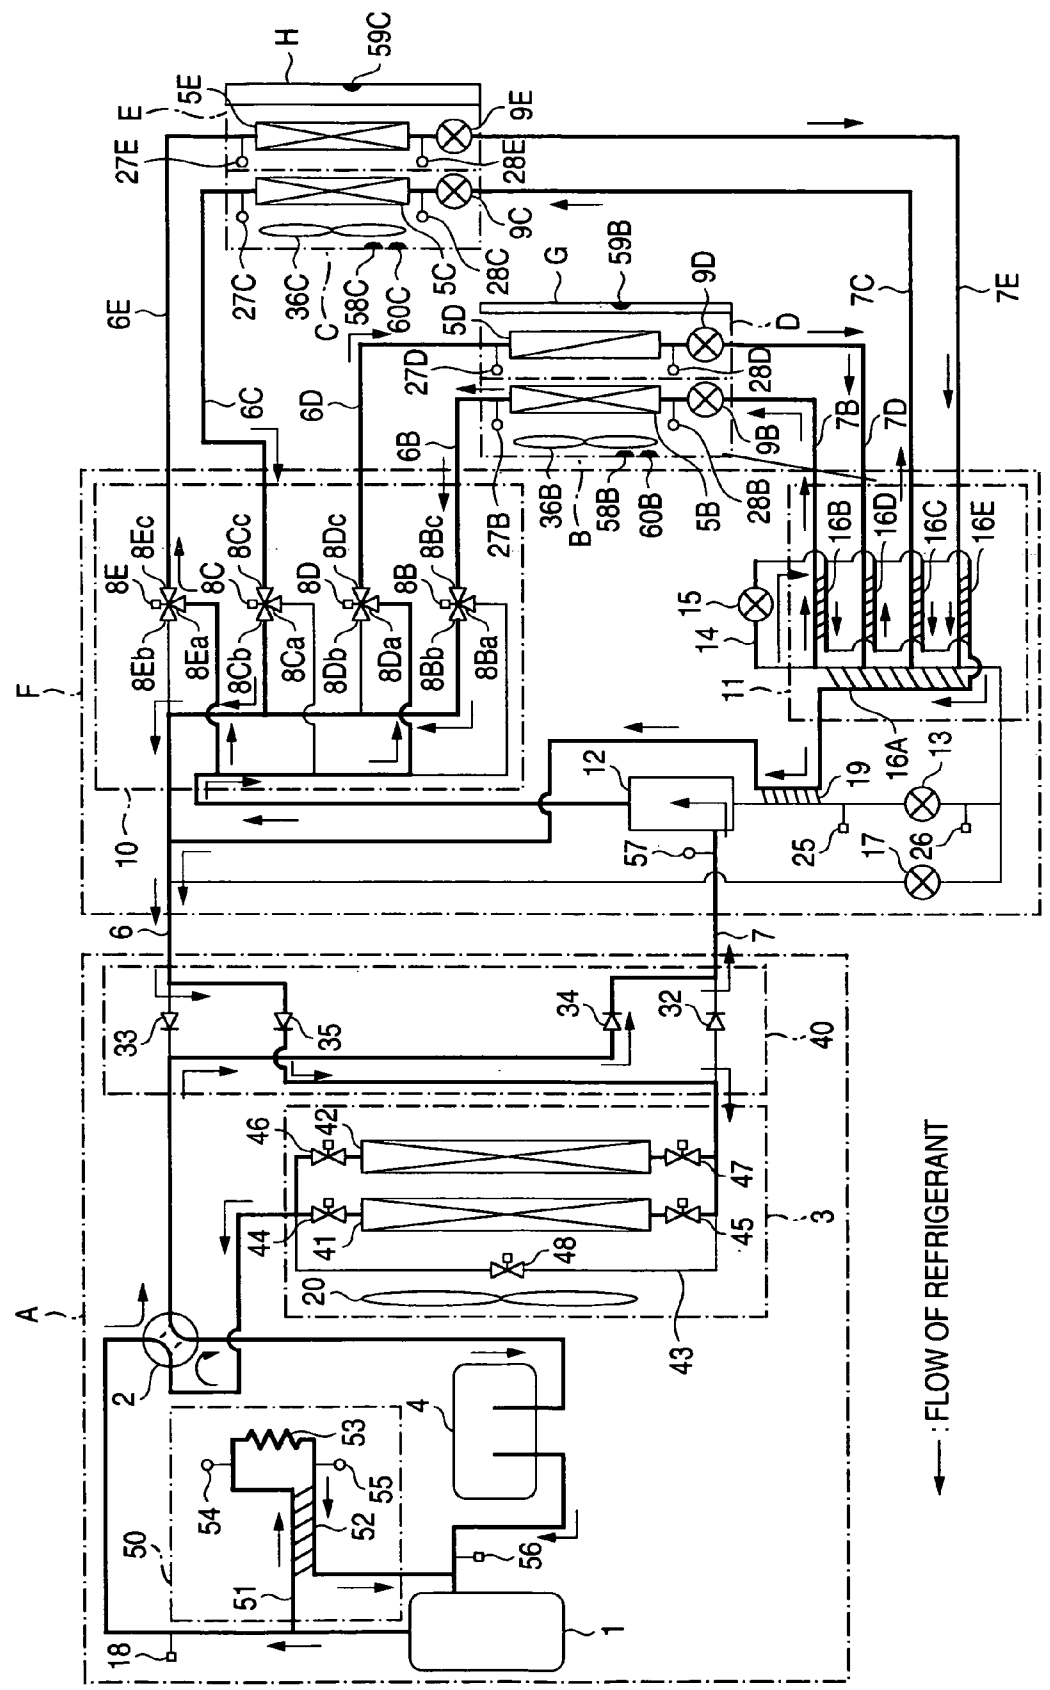 H
59C
E
5E
27E
28E
9E
27C
36C
58C
60C
C
5C
28C
9C
6E
6C
G
59B
5D
9D
D
27D
28D
6D
6B
27B
36B
58B
60B
B
5B
28B
9B
7B
7D
7C
7E
F
8E
8Ec
8Eb
8Ea
8C
8Cc
8Cb
8Ca
8D
8Dc
8Db
8Da
8B
8Bc
8Bb
8Ba
10
15
14
11
16B
16D
16C
16E
16A
12
19
13
57
25
26
17
6
7
A
33
35
34
32
40
46
42
47
44
41
45
3
48
20
43
2
50
54
53
55
52
51
4
56
18
1
: FLOW OF REFRIGERANT